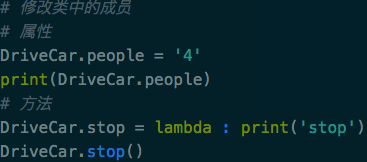 # 修改类中的成员
# 属性
DriveCar.people = '4'
print(DriveCar.people)
# 方法
DriveCar.stop = lambda : print('stop')
DriveCar.stop()